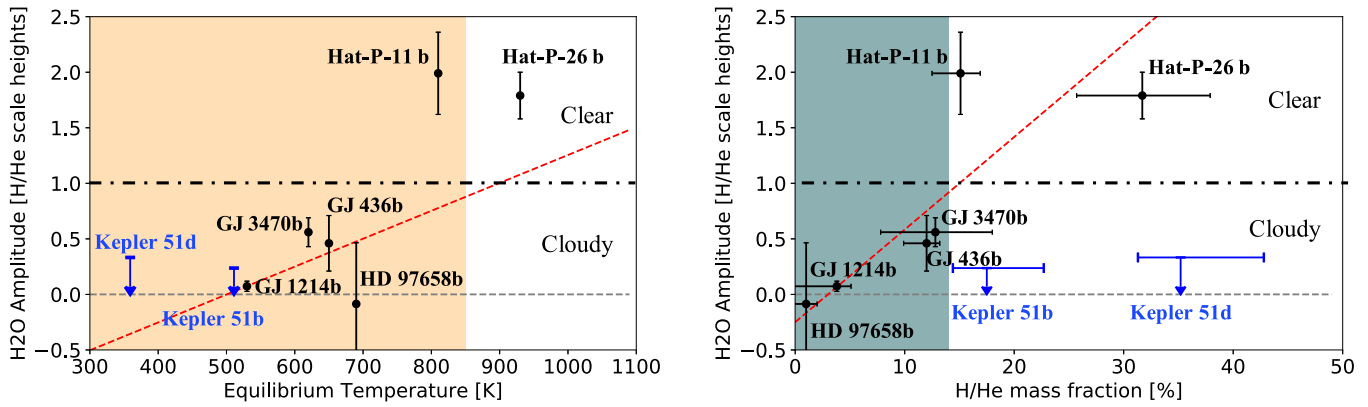 2.5
2.0
1.5
1.0
0.5
0.0
−0.5
H2O Amplitude [H/He scale heights]
Hat-P-11 b
Hat-P-26 b
Clear
GJ 436b
GJ 3470b
Kepler 51d
Cloudy
HD 97658b
GJ 1214b
Kepler 51b
300 400 500 600 700 800 900 1000 1100
Equilibrium Temperature [K]
2.5
2.0
1.5
1.0
0.5
0.0
−0.5
H2O Amplitude [H/He scale heights]
Hat-P-11 b
Hat-P-26 b
Clear
GJ 3470b
Cloudy
GJ 436b
GJ 1214b
Kepler 51b
Kepler 51d
HD 97658b
0 10 20 30 40 50
H/He mass fraction [%]